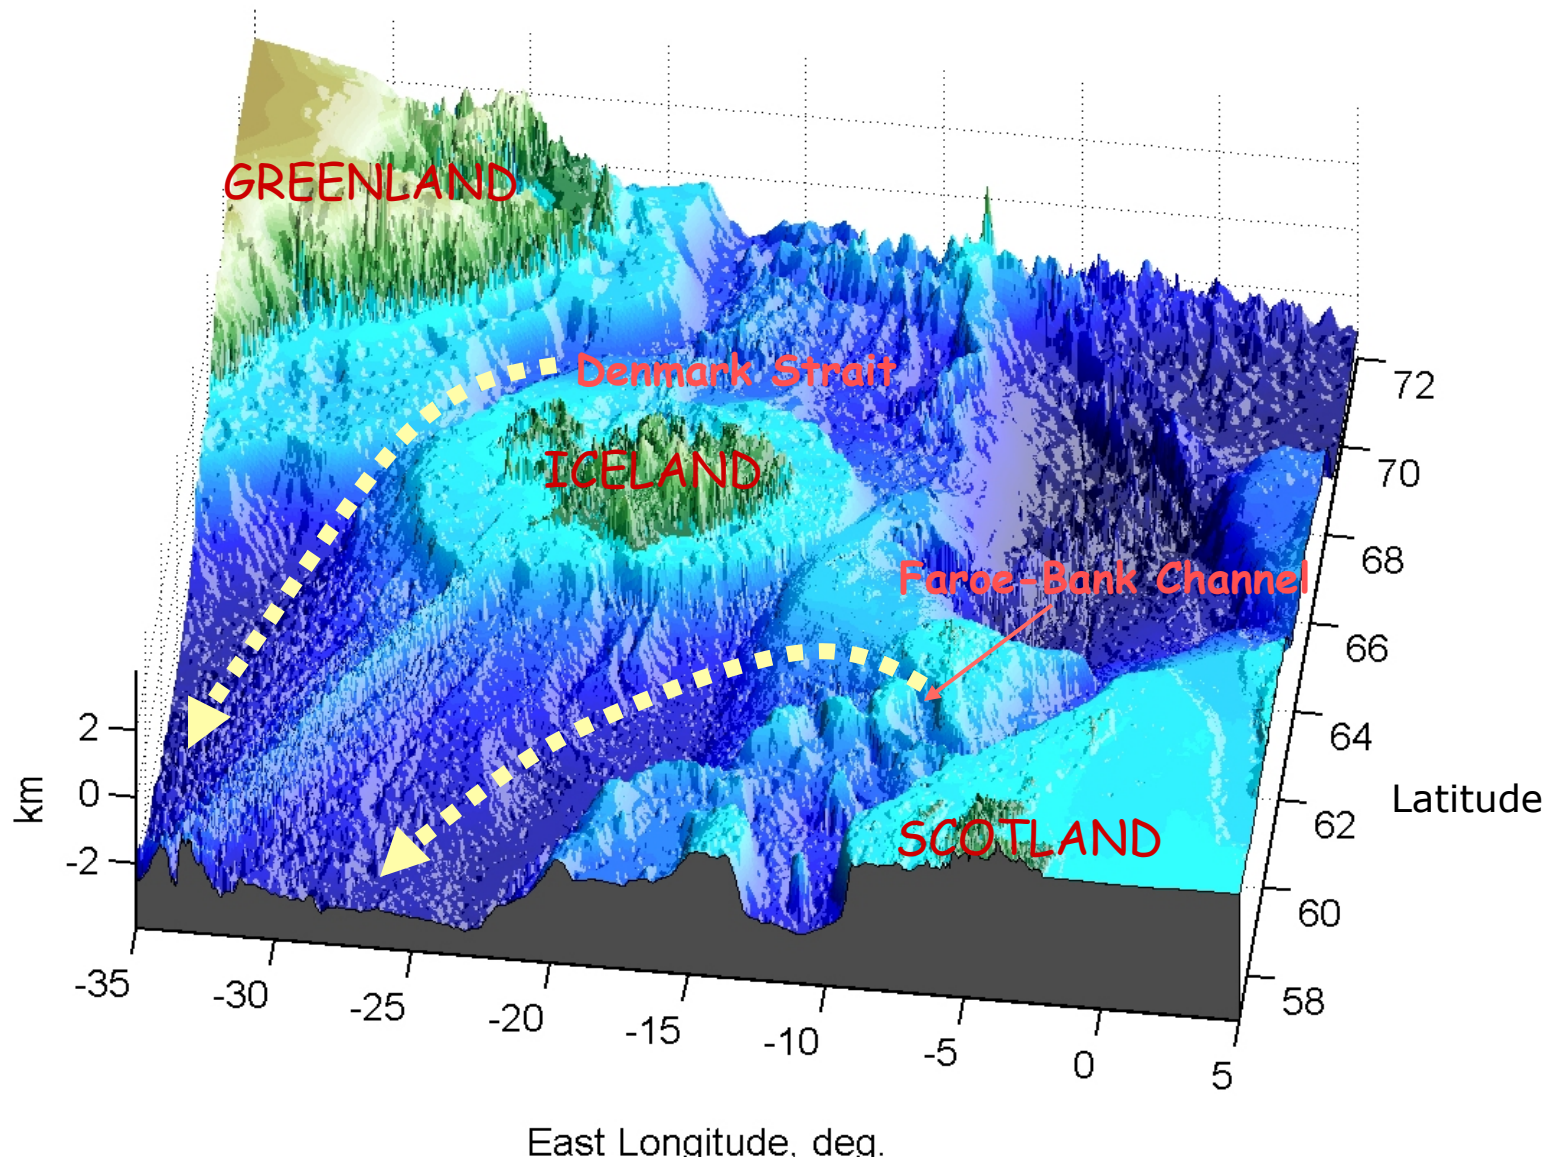 GREENLAND
Denmark Strait
ICELAND
Faroe-Bank Channel
SCOTLAND
72
70
68
66
64
62
60
58
Latitude
2
0
-2
km
-35
-30
-25
-20
-15
-10
-5
0
5
East Longitude, deg.